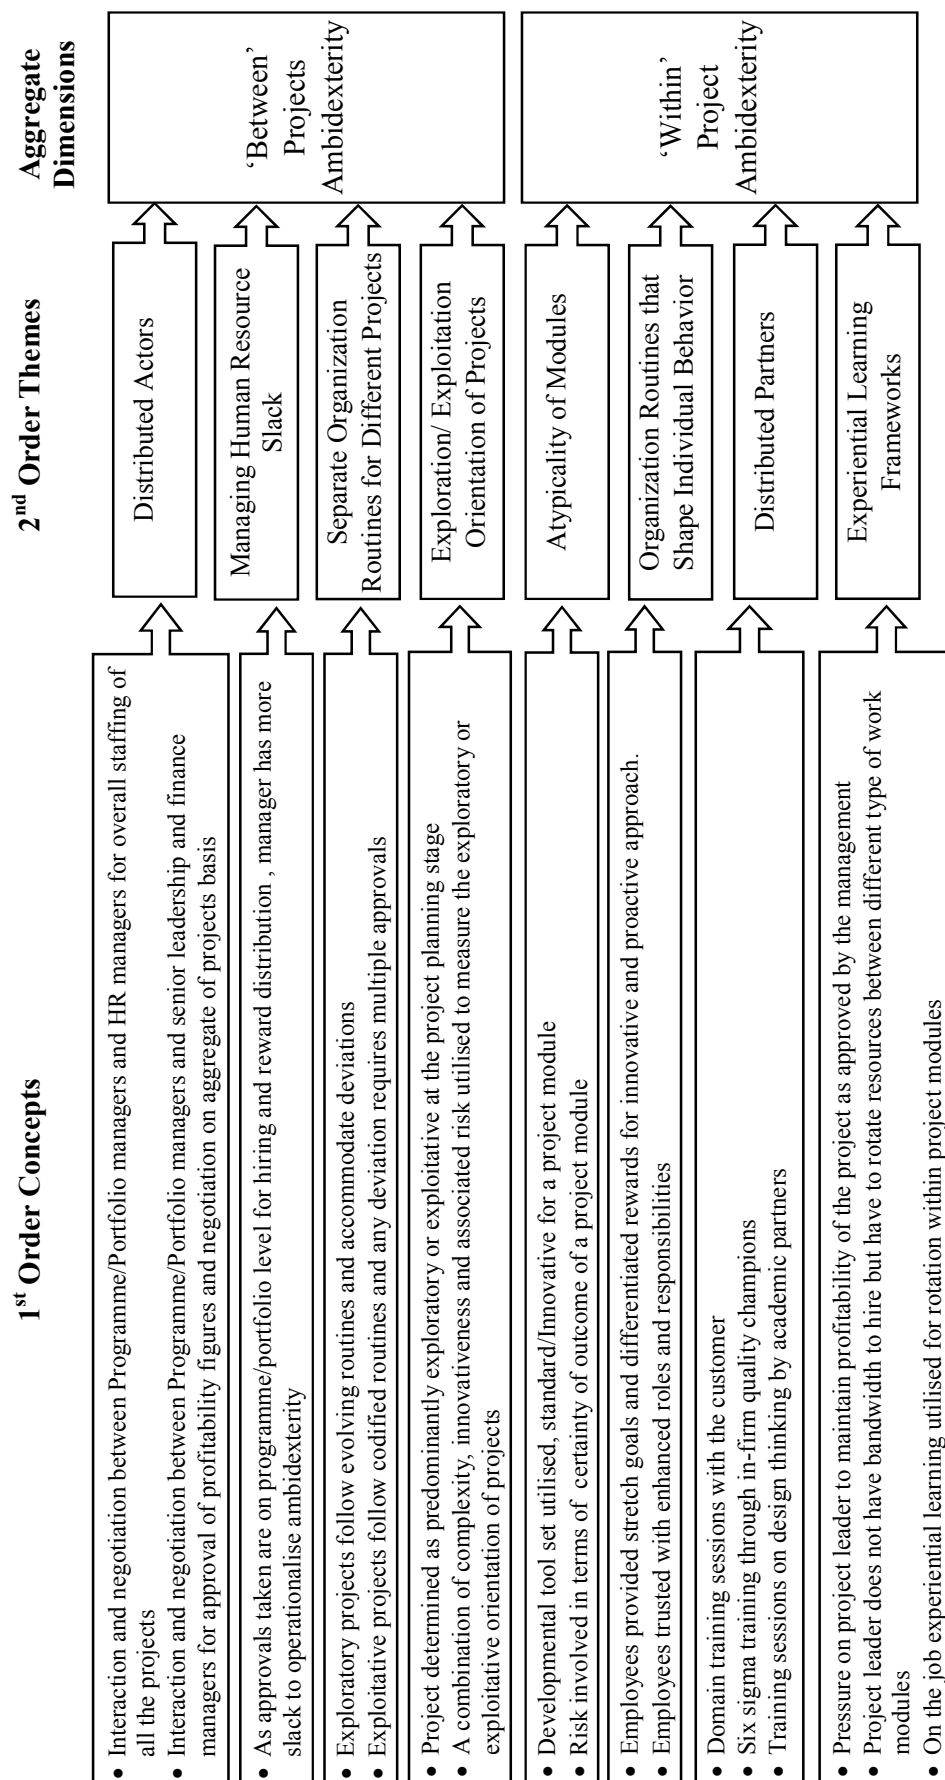 1st Order Concepts
2nd Order Themes
Aggregate
Dimensions
• Interaction and negotiation between Programme/Portfolio managers and HR managers for overall staffing of
all the projects
• Interaction and negotiation between Programme/Portfolio managers and senior leadership and finance
managers for approval of profitability figures and negotiation on aggregate of projects basis
• As approvals taken are on programme/portfolio level for hiring and reward distribution , manager has more
slack to operationalise ambidexterity
• Exploratory projects follow evolving routines and accommodate deviations
• Exploitative projects follow codified routines and any deviation requires multiple approvals
• Project determined as predominantly exploratory or exploitative at the project planning stage
• A combination of complexity, innovativeness and associated risk utilised to measure the exploratory or
exploitative orientation of projects
• Developmental tool set utilised, standard/Innovative for a project module
• Risk involved in terms of certainty of outcome of a project module
• Employees provided stretch goals and differentiated rewards for innovative and proactive approach.
• Employees trusted with enhanced roles and responsibilities
• Domain training sessions with the customer
• Six sigma training through in-firm quality champions
• Training sessions on design thinking by academic partners
• Pressure on project leader to maintain profitability of the project as approved by the management
• Project leader does not have bandwidth to hire but have to rotate resources between different type of work
modules
• On the job experiential learning utilised for rotation within project modules
Distributed Actors
Managing Human Resource
Slack
Separate Organization
Routines for Different Projects
Exploration/ Exploitation
Orientation of Projects
Atypicality of Modules
Organization Routines that
Shape Individual Behavior
Distributed Partners
Experiential Learning
Frameworks
‘Between’
Projects
Ambidexterity
‘Within’
Project
Ambidexterity